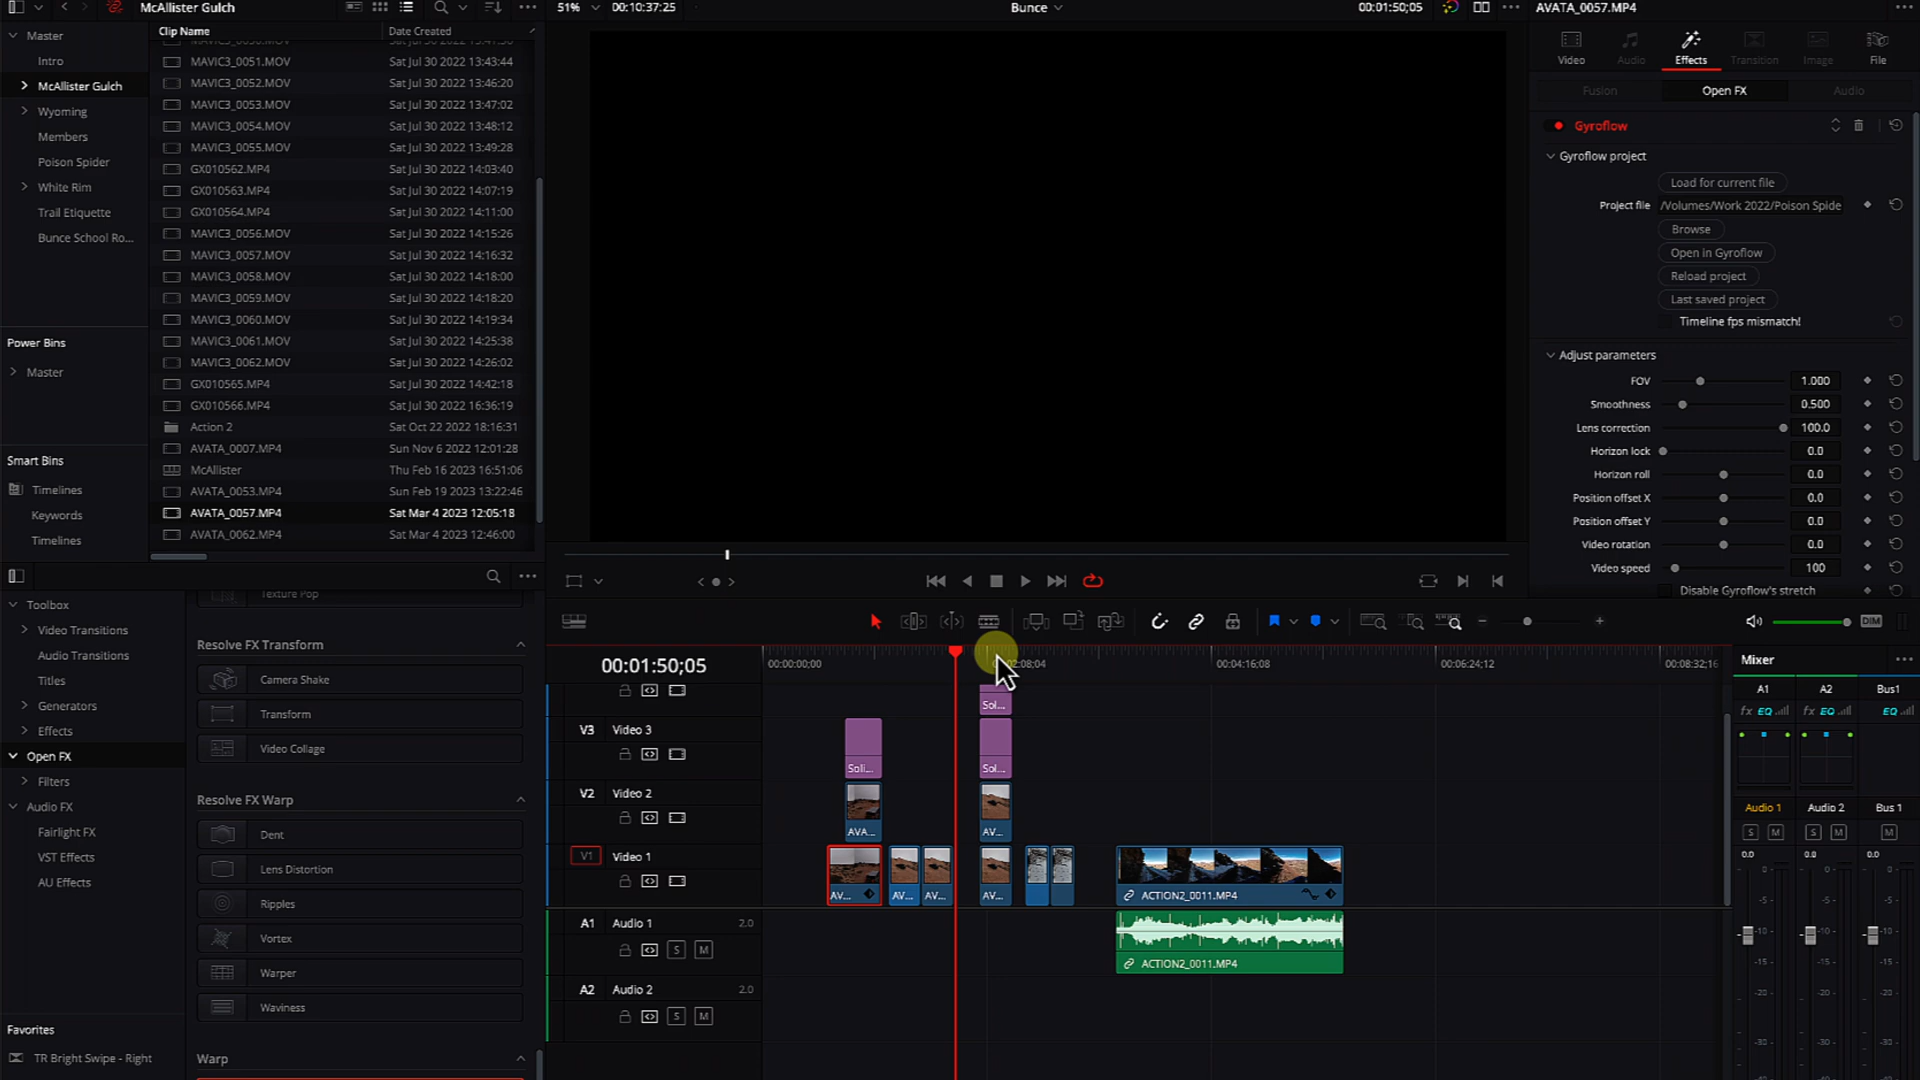 McAllister Gulch
51%
00:10:37:25
Bunce
00:01:50;05
AVATA_0057.MP4
Master
Intro
McAllister Gulch
Wyoming
Members
Poison Spider
White Rim
Trail Etiquette
Bunce School Ro...
Power Bins
Master
Smart Bins
Timelines
Keywords
Timelines
Clip Name Date Created
MAVIC3_0051.MOV Sat Jul 30 2022 13:43:44
MAVIC3_0052.MOV Sat Jul 30 2022 13:46:20
MAVIC3_0053.MOV Sat Jul 30 2022 13:47:02
MAVIC3_0054.MOV Sat Jul 30 2022 13:48:12
MAVIC3_0055.MOV Sat Jul 30 2022 13:49:28
GX010562.MP4 Sat Jul 30 2022 14:03:40
GX010563.MP4 Sat Jul 30 2022 14:07:19
GX010564.MP4 Sat Jul 30 2022 14:11:00
MAVIC3_0056.MOV Sat Jul 30 2022 14:15:26
MAVIC3_0057.MOV Sat Jul 30 2022 14:16:32
MAVIC3_0058.MOV Sat Jul 30 2022 14:18:00
MAVIC3_0059.MOV Sat Jul 30 2022 14:18:20
MAVIC3_0060.MOV Sat Jul 30 2022 14:19:34
MAVIC3_0061.MOV Sat Jul 30 2022 14:25:38
MAVIC3_0062.MOV Sat Jul 30 2022 14:26:02
GX010565.MP4 Sat Jul 30 2022 14:42:18
GX010566.MP4 Sat Jul 30 2022 16:36:19
Action 2 Sat Oct 22 2022 18:16:31
AVATA_0007.MP4 Sun Nov 6 2022 12:01:28
McAllister Thu Feb 16 2023 16:51:06
AVATA_0053.MP4 Sun Feb 19 2023 13:22:46
AVATA_0057.MP4 Sat Mar 4 2023 12:05:18
AVATA_0062.MP4 Sat Mar 4 2023 12:46:00
Video Audio Effects Transition Image File
Fusion Open FX Audio
Gyroflow
Gyroflow project
Load for current file
Project file /Volumes/Work 2022/Poison Spide
Browse
Open in Gyroflow
Reload project
Last saved project
Timeline fps mismatch!
Adjust parameters
FOV 1.000
Smoothness 0.500
Lens correction 100.0
Horizon lock 0.0
Horizon roll 0.0
Position offset X 0.0
Position offset Y 0.0
Video rotation 0.0
Video speed 100
Disable Gyroflow's stretch
Toolbox
Video Transitions
Audio Transitions
Titles
Generators
Effects
Open FX
Filters
Audio FX
Fairlight FX
VST Effects
AU Effects
Favorites
TR Bright Swipe - Right
Texture Pop
Resolve FX Transform
Camera Shake
Transform
Video Collage
Resolve FX Warp
Dent
Lens Distortion
Ripples
Vortex
Warper
Waviness
Warp
DIM
00:01:50;05
00:00:00;00 02:08;04 00:04:16;08 00:06:24;12 00:08:32;16
Sol...
V3 Video 3
Soli... Sol...
V2 Video 2
AVA... AV...
V1 Video 1
AV... AV... AV... AV... ACTION2_0011.MP4
A1 Audio 1 2.0
S M
ACTION2_0011.MP4
A2 Audio 2 2.0
S M
Mixer
A1 A2 Bus1
fx EQ fx EQ EQ
Audio 1 Audio 2 Bus 1
S M S M M
0.0 0.0 0.0
-5 -5 -5
-10 -10 -10
-15 -15 -15
-20 -20 -20
-30 -30 -30
-40 -40 -40